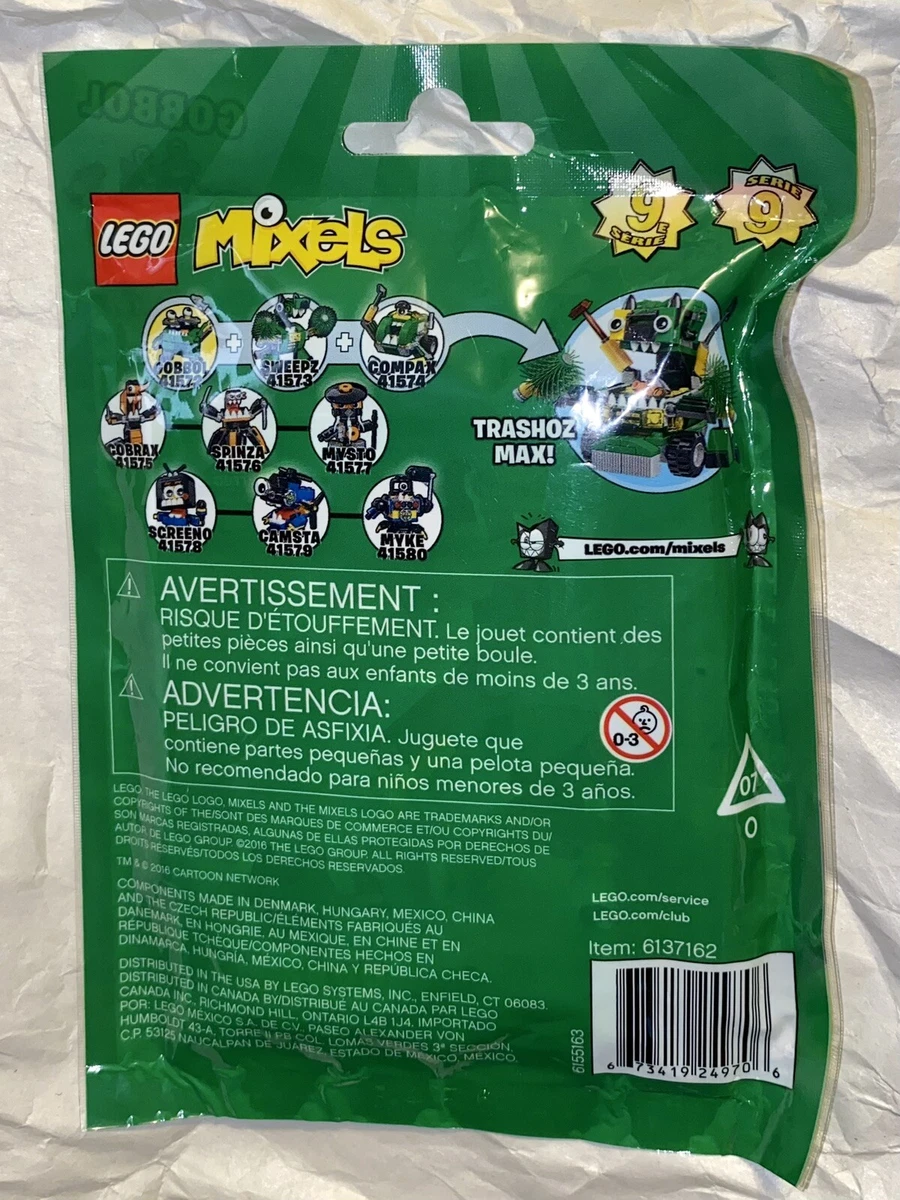 GOBBOL
LEGO Mixels
9E SÉRIE
SERIE 9
GOBBOL SWEEPZ COMPAX
41573 41574
TRASHOZ MAX!
COBRAX SPINZA MYSTO
41575 41576 41577
SCREENO CAMSTA MYKE
41578 41579 41580
LEGO.com/mixels
AVERTISSEMENT :
RISQUE D'ÉTOUFFEMENT. Le jouet contient des
petites pièces ainsi qu'une petite boule.
Il ne convient pas aux enfants de moins de 3 ans.
ADVERTENCIA:
PELIGRO DE ASFIXIA. Juguete que
contiene partes pequeñas y una pelota pequeña.
No recomendado para niños menores de 3 años.
0-3
07
O
LEGO, THE LEGO LOGO, MIXELS AND THE MIXELS LOGO ARE TRADEMARKS AND/OR
COPYRIGHTS OF THE/SONT DES MARQUES DE COMMERCE ET/OU COPYRIGHTS DU/
SON MARCAS REGISTRADAS, ALGUNAS DE ELLAS PROTEGIDAS POR DERECHOS DE
AUTOR DE LEGO GROUP. ©2016 THE LEGO GROUP. ALL RIGHTS RESERVED/TOUS
DROITS RÉSERVÉS/TODOS LOS DERECHOS RESERVADOS.
TM & © 2016 CARTOON NETWORK
COMPONENTS MADE IN DENMARK, HUNGARY, MEXICO, CHINA
AND THE CZECH REPUBLIC/ÉLÉMENTS FABRIQUÉS AU
DANEMARK, EN HONGRIE, AU MEXIQUE, EN CHINE ET EN
RÉPUBLIQUE TCHÈQUE/COMPONENTES HECHOS EN
DINAMARCA, HUNGRÍA, MÉXICO, CHINA Y REPÚBLICA CHECA.
DISTRIBUTED IN THE USA BY LEGO SYSTEMS, INC., ENFIELD, CT 06083.
DISTRIBUTED IN CANADA BY/DISTRIBUÉ AU CANADA PAR LEGO
CANADA INC. RICHMOND HILL, ONTARIO L4B 1J4. IMPORTADO
POR: LEGO MÉXICO S.A. DE C.V. PASEO ALEXANDER VON
HUMBOLDT 43-A, TORRE II PB COL. LOMAS VERDES 3ª SECCIÓN,
C.P. 53125 NAUCALPAN DE JUÁREZ, ESTADO DE MÉXICO, MÉXICO.
LEGO.com/service
LEGO.com/club
Item: 6137162
6155163
6 73419 24970 6